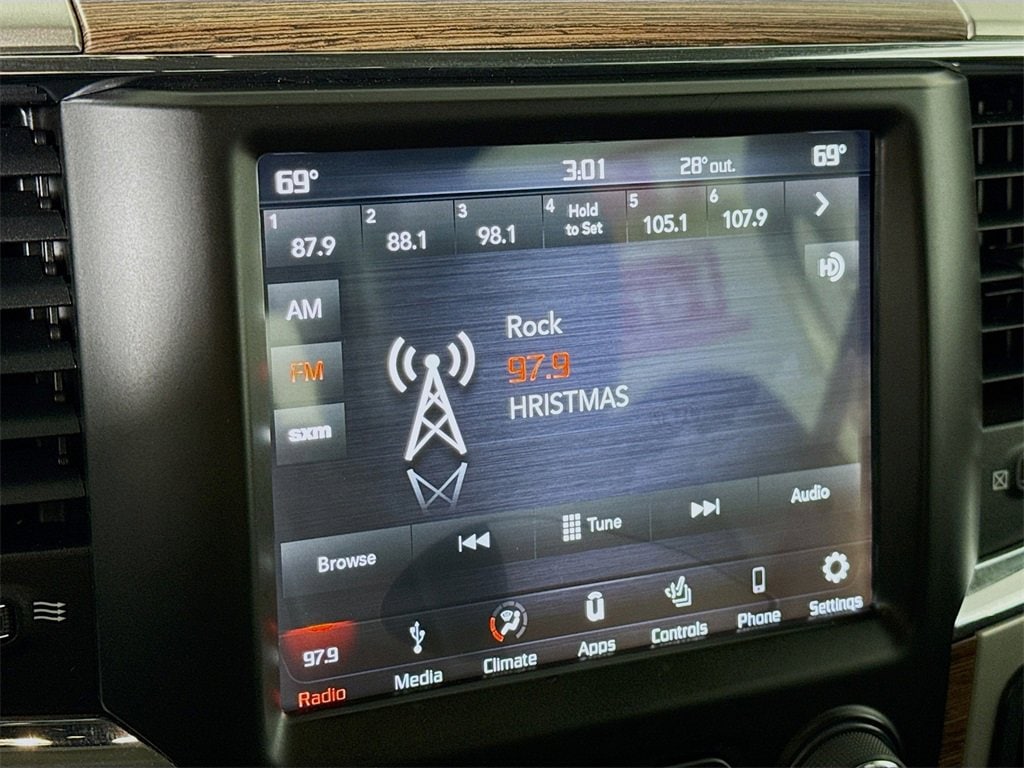 69° 3:01 28° out. 69°
1 87.9 2 88.1 3 98.1 4 Hold to Set 5 105.1 6 107.9
HD
AM
FM
sxm
Rock
97.9
HRISTMAS
Browse Tune Audio
97.9
Radio Media Climate Apps Controls Phone Settings